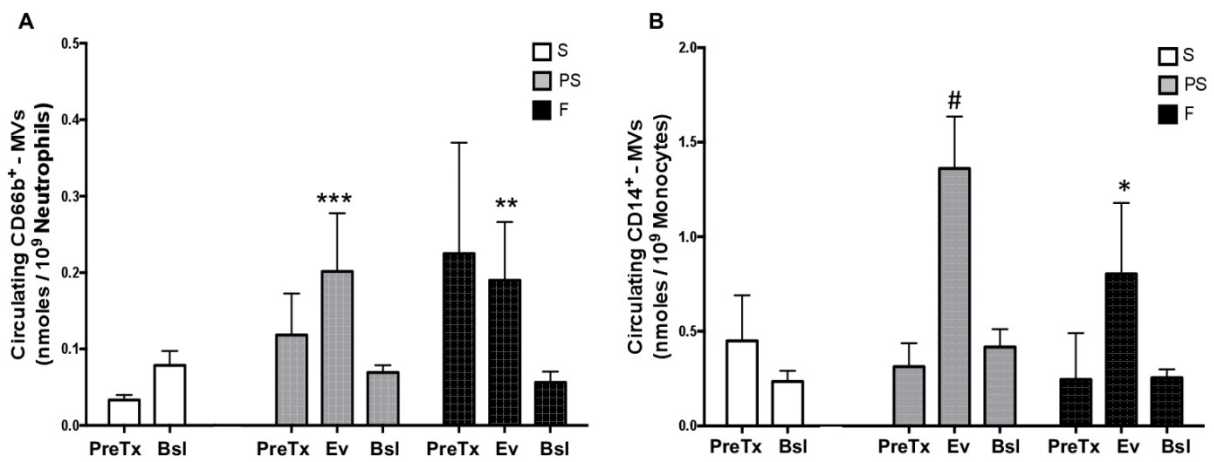 A
Circulating CD66b⁺ - MVs
(nmoles / 10⁹ Neutrophils)
0.5
0.4
0.3
0.2
0.1
0.0
S
PS
F
***
**
PreTx Bsl PreTx Ev Bsl PreTx Ev Bsl
B
Circulating CD14⁺ - MVs
(nmoles / 10⁹ Monocytes)
2.0
1.5
1.0
0.5
0.0
S
PS
F
#
*
PreTx Bsl PreTx Ev Bsl PreTx Ev Bsl